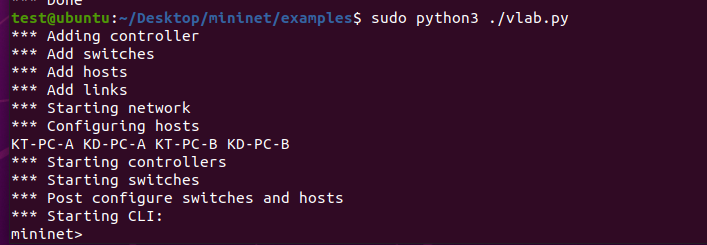 *** Done
test@ubuntu:~/Desktop/mininet/examples$ sudo python3 ./vlab.py
*** Adding controller
*** Add switches
*** Add hosts
*** Add links
*** Starting network
*** Configuring hosts
KT-PC-A KD-PC-A KT-PC-B KD-PC-B
*** Starting controllers
*** Starting switches
*** Post configure switches and hosts
*** Starting CLI:
mininet>